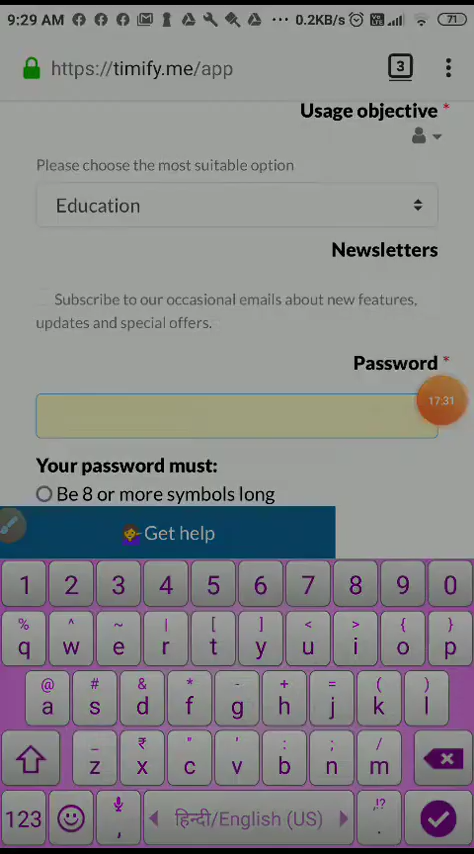 9:29 AM ... 0.2KB/s 71
https://timify.me/app 3
Usage objective *
Please choose the most suitable option
Education
Newsletters
Subscribe to our occasional emails about new features,
updates and special offers.
Password *
17:31
Your password must:
Be 8 or more symbols long
Get help
1 2 3 4 5 6 7 8 9 0
% ^ ~ | [ ] < > { }
q w e r t y u i o p
@ # & * - + = ( )
a s d f g h j k l
_ ₹ " ' : ; /
z x c v b n m
,!?
123 , हिन्दी/English (US) .